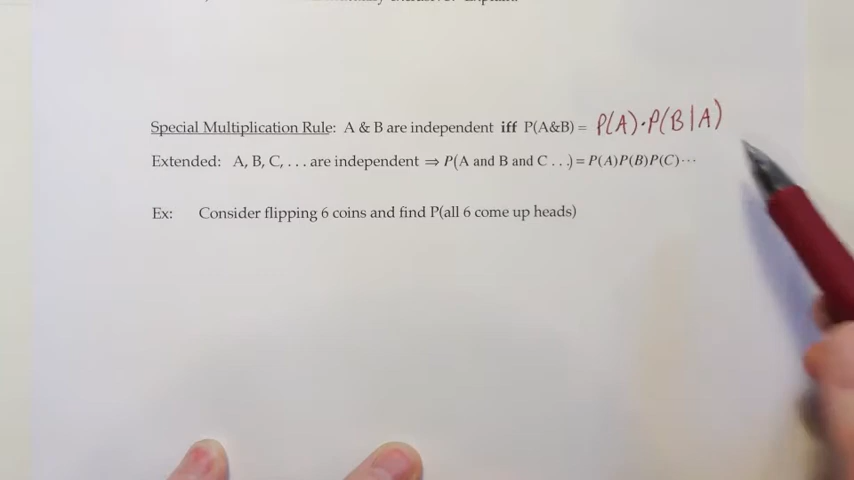 Special Multiplication Rule: A & B are independent iff P(A&B) = P(A)·P(B|A)
Extended: A, B, C, . . . are independent ⇒ P(A and B and C . . .) = P(A)P(B)P(C)···
Ex: Consider flipping 6 coins and find P(all 6 come up heads)